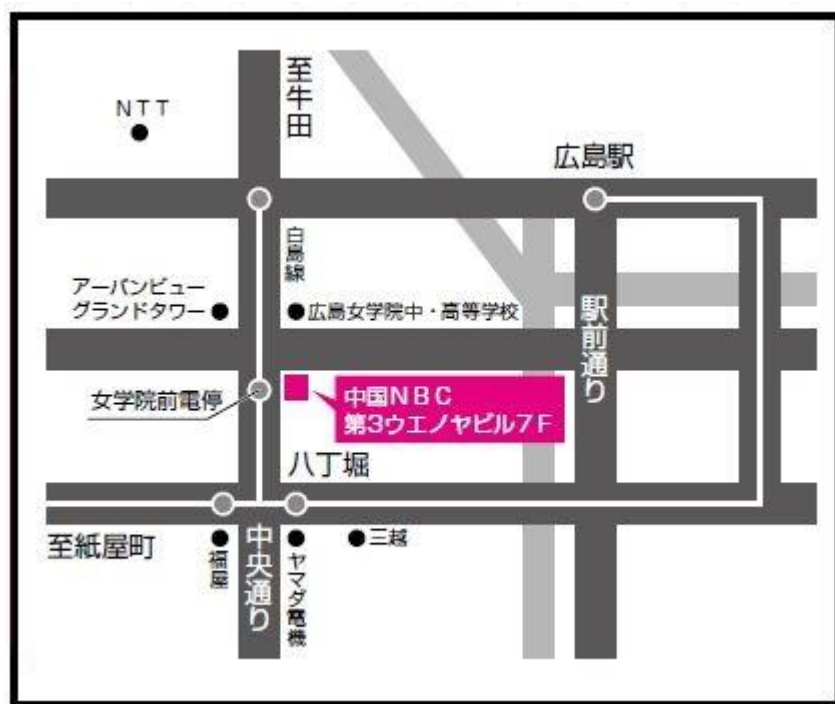 至牛田
ＮＴＴ
広島駅
白島線
アーバンビュー
グランドタワー
広島女学院中・高等学校
駅前通り
女学院前電停
中国ＮＢＣ
第３ウエノヤビル７Ｆ
八丁堀
至紙屋町
福屋
中央通り
ヤマダ電機
三越